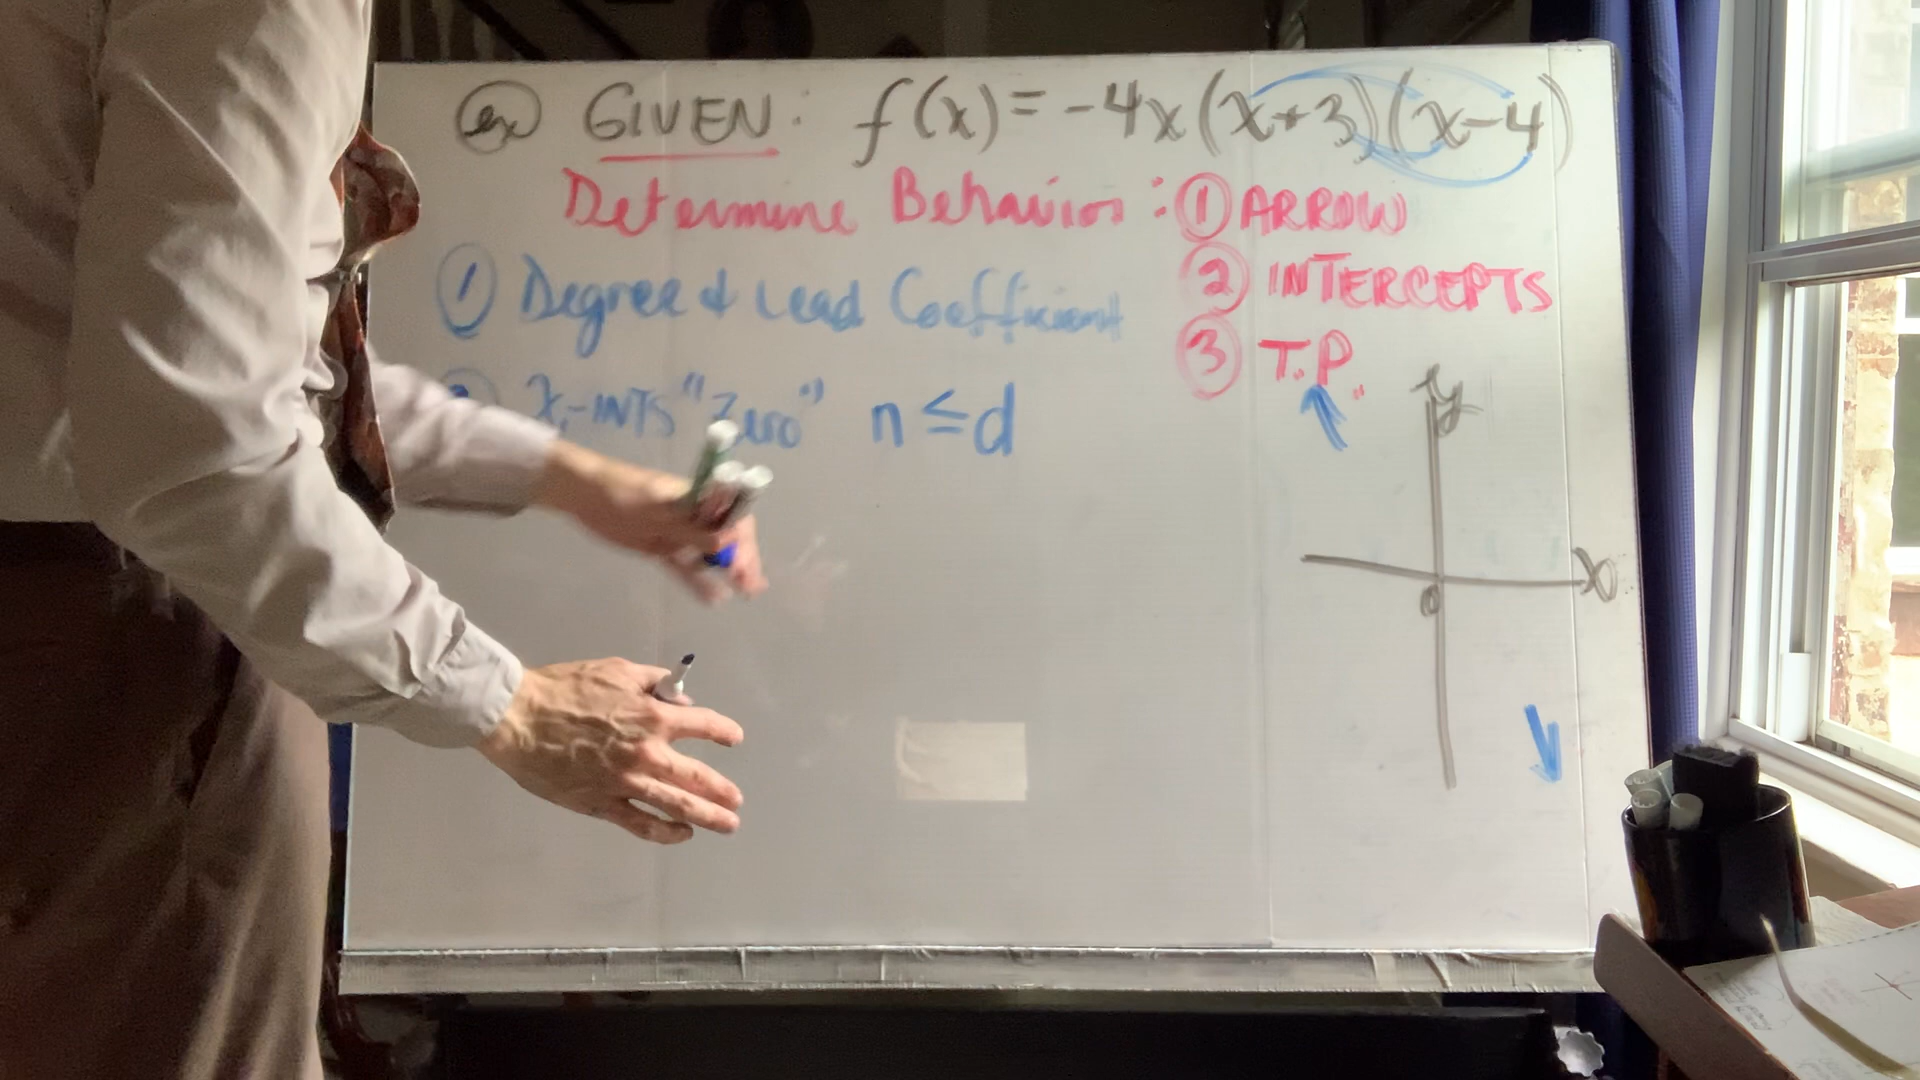 ex GIVEN: f(x) = -4x(x+3)(x-4)
Determine Behavior: ① ARROW
② INTERCEPTS
③ T.P.
① Degree & Lead Coefficient
x-INTS "Zero" n ≤ d
y
x
0